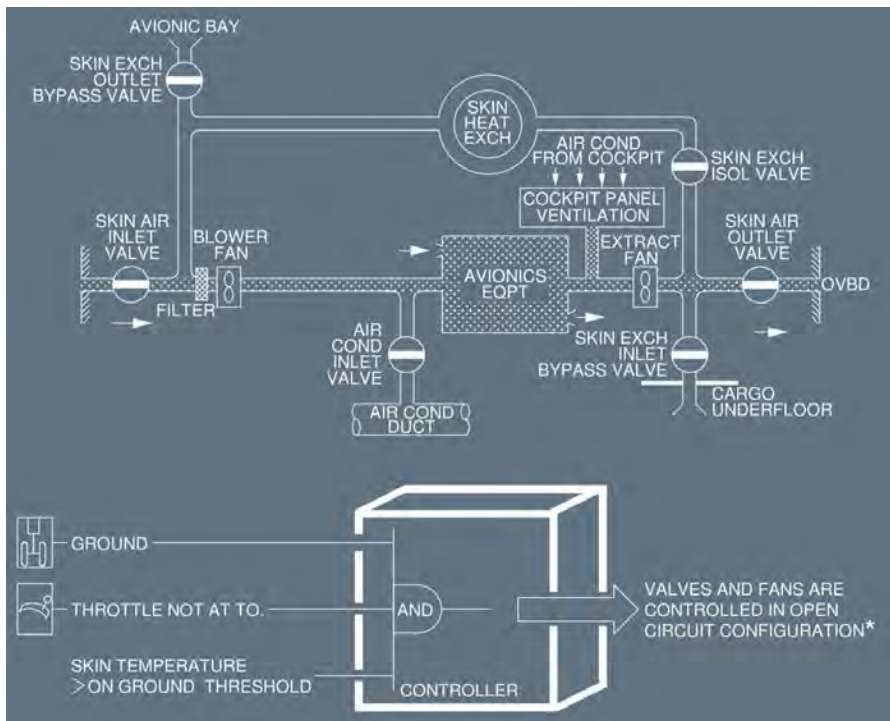 AVIONIC BAY
SKIN EXCH
OUTLET
BYPASS VALVE
SKIN
HEAT
EXCH
AIR COND
FROM COCKPIT
SKIN EXCH
ISOL VALVE
COCKPIT PANEL
VENTILATION
SKIN AIR
INLET
VALVE
BLOWER
FAN
EXTRACT
FAN
SKIN AIR
OUTLET
VALVE
AVIONICS
EQPT
OVBD
FILTER
AIR
COND
INLET
VALVE
SKIN EXCH
INLET
BYPASS VALVE
CARGO
UNDERFLOOR
AIR COND
DUCT
GROUND
THROTTLE NOT AT TO.
AND
VALVES AND FANS ARE
CONTROLLED IN OPEN
CIRCUIT CONFIGURATION*
SKIN TEMPERATURE
>ON GROUND THRESHOLD
CONTROLLER